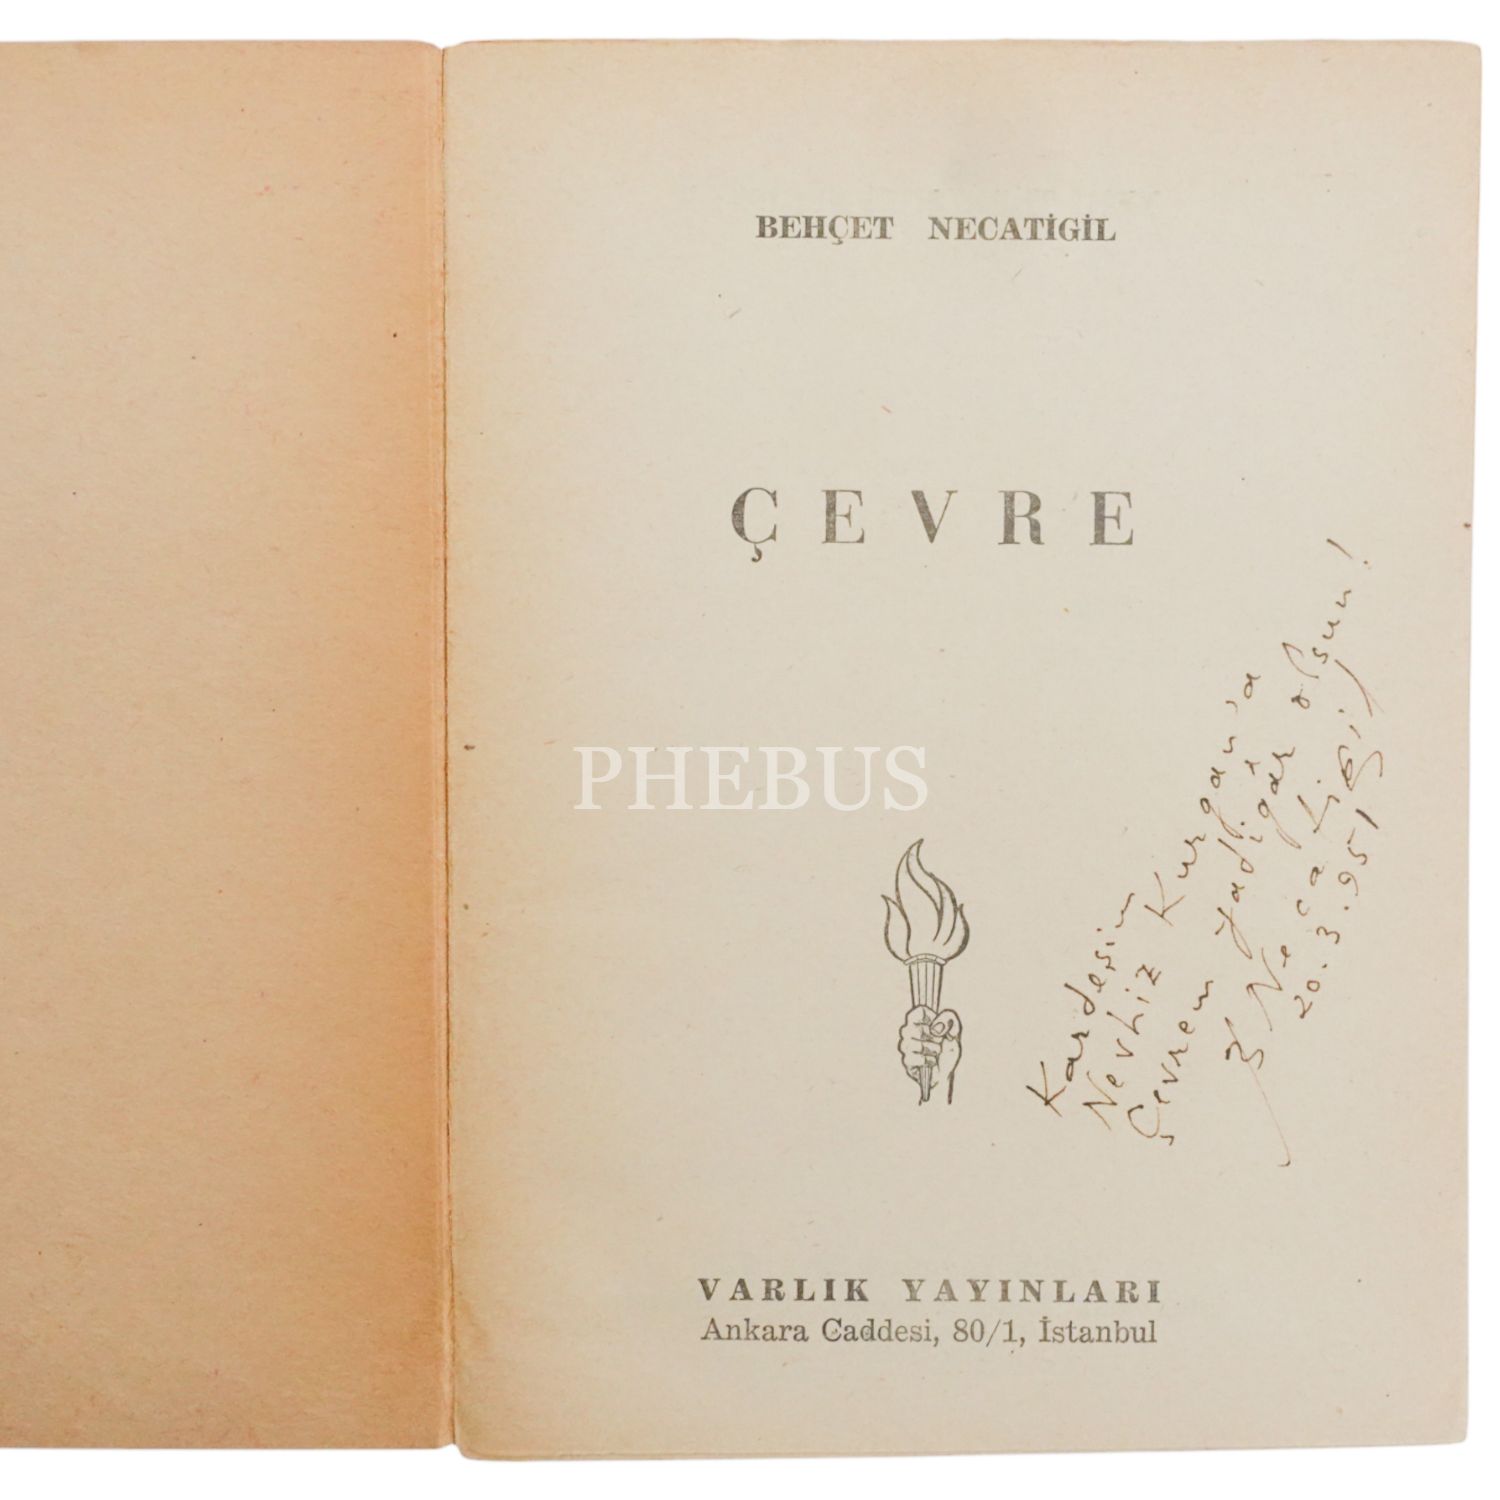 BEHÇET NECATİGİL
ÇEVRE
PHEBUS
Kardeşim
Nevhiz Kurgan'a
Çevrem yadigâr olsun!
B Necatigil
20.3.951
VARLIK YAYINLARI
Ankara Caddesi, 80/1, İstanbul